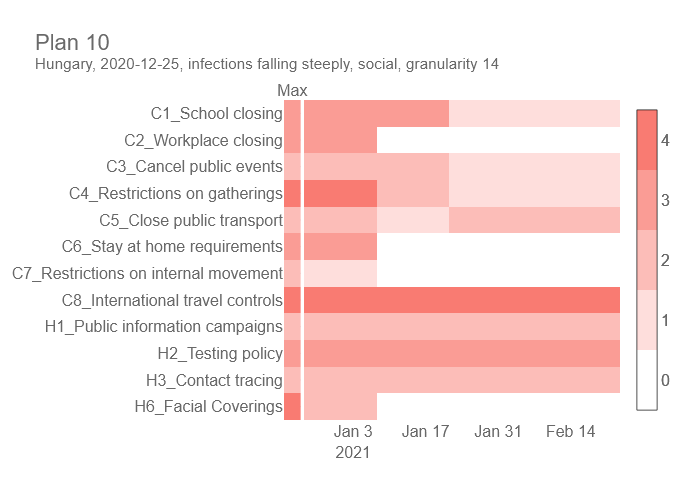 Plan 10
Hungary, 2020-12-25, infections falling steeply, social, granularity 14
Max
C1_School closing
C2_Workplace closing
C3_Cancel public events
C4_Restrictions on gatherings
C5_Close public transport
C6_Stay at home requirements
C7_Restrictions on internal movement
C8_International travel controls
H1_Public information campaigns
H2_Testing policy
H3_Contact tracing
H6_Facial Coverings
Jan 3 Jan 17 Jan 31 Feb 14
2021
4
3
2
1
0